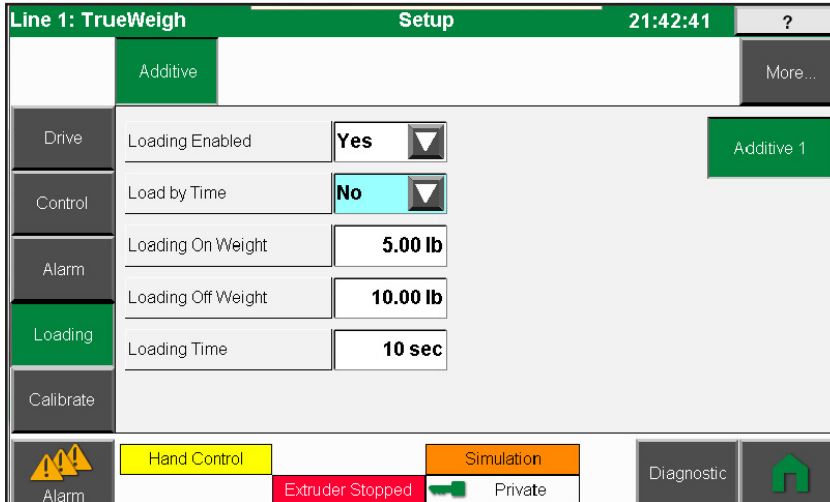 Line 1: TrueWeigh Setup 21:42:41 ?
Additive More...
Drive Loading Enabled Yes Additive 1
Control Load by Time No
Loading On Weight 5.00 lb
Alarm Loading Off Weight 10.00 lb
Loading Loading Time 10 sec
Calibrate
Hand Control Simulation Diagnostic
Alarm Extruder Stopped Private